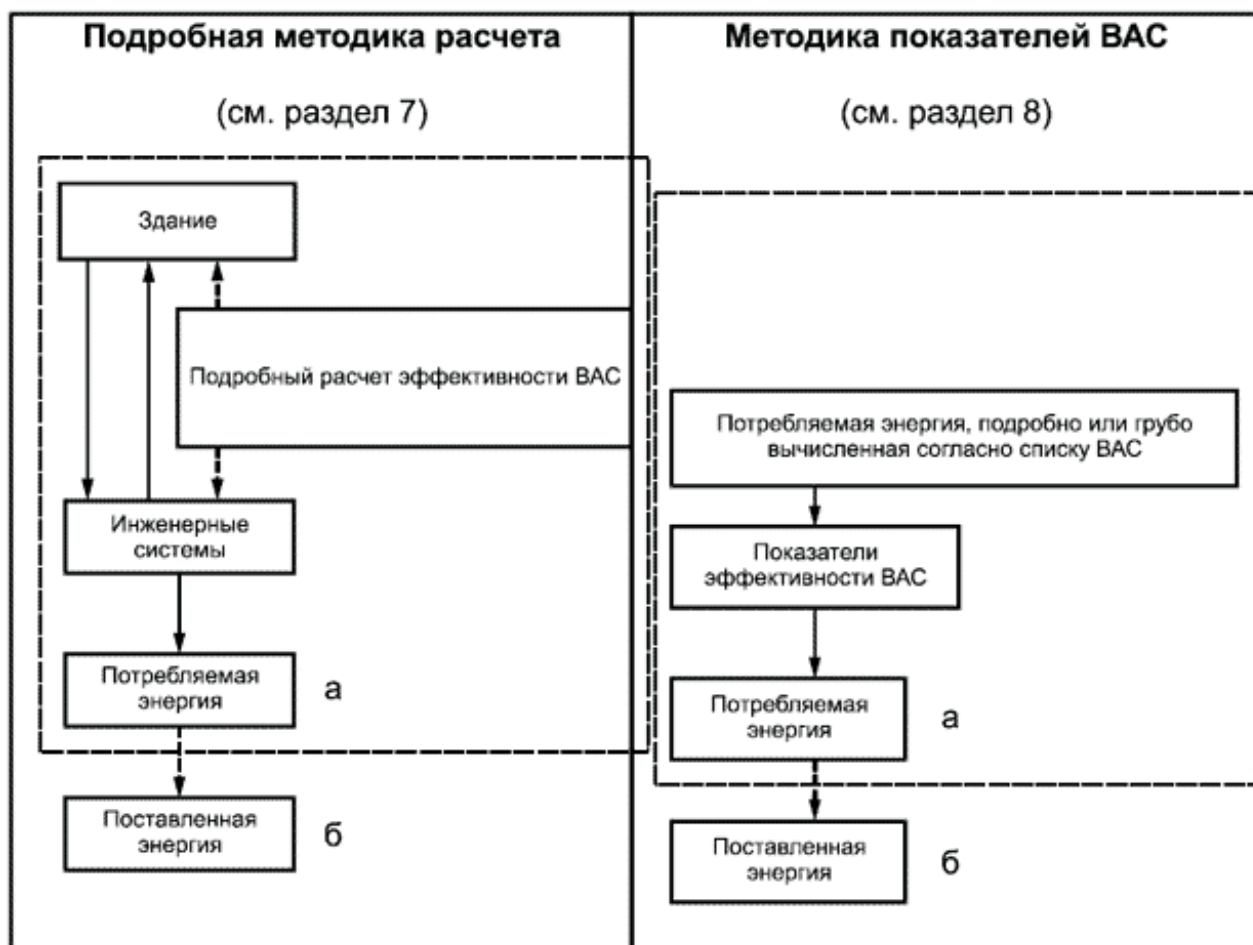 Подробная методика расчета
(см. раздел 7)
Здание
Подробный расчет эффективности ВАС
Инженерные
системы
Потребляемая
энергия
а
Поставленная
энергия
б
Методика показателей ВАС
(см. раздел 8)
Потребляемая энергия, подробно или грубо
вычисленная согласно списку ВАС
Показатели
эффективности ВАС
Потребляемая
энергия
а
Поставленная
энергия
б